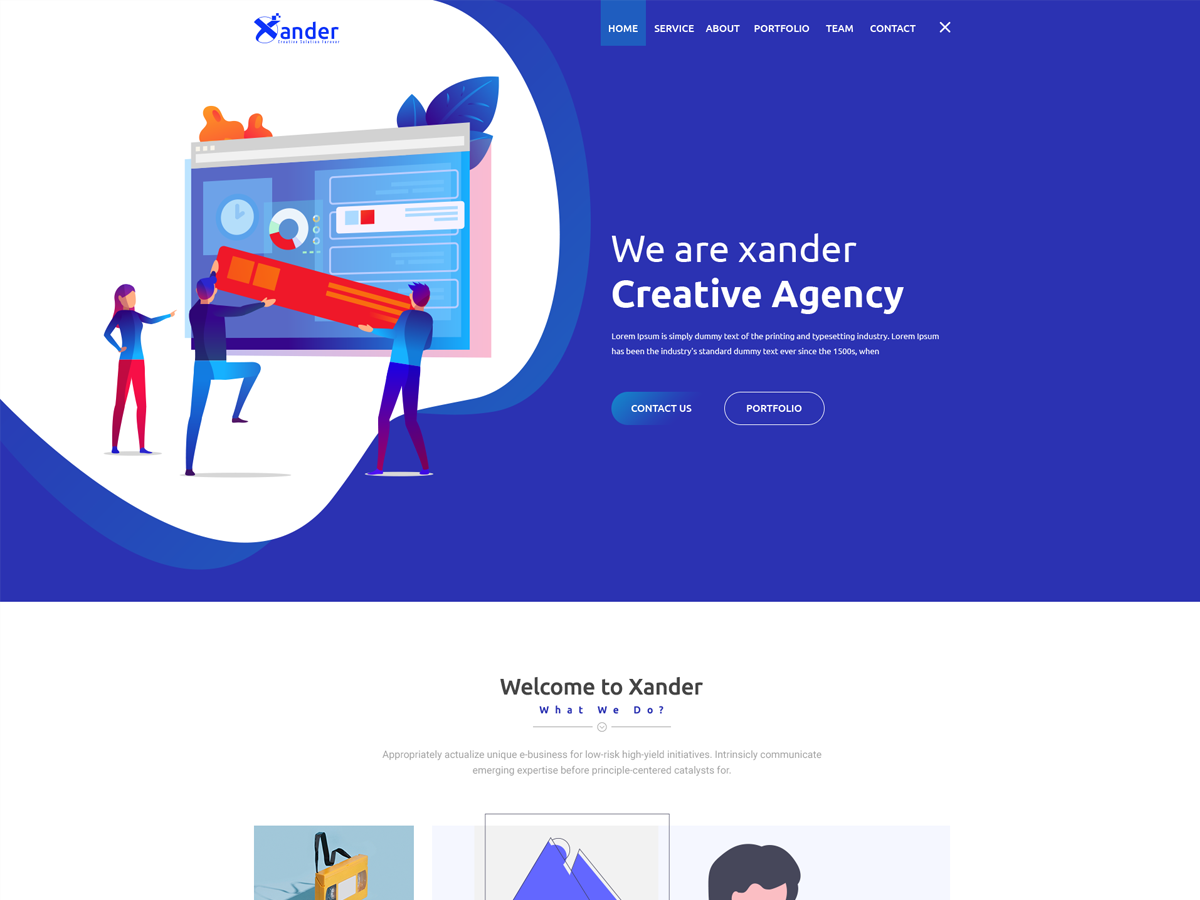 Xander
Creative Solution Forever
HOME SERVICE ABOUT PORTFOLIO TEAM CONTACT
We are xander
Creative Agency
Lorem Ipsum is simply dummy text of the printing and typesetting industry. Lorem Ipsum
has been the industry's standard dummy text ever since the 1500s, when
CONTACT US PORTFOLIO
Welcome to Xander
What We Do?
Appropriately actualize unique e-business for low-risk high-yield initiatives. Intrinsicly communicate
emerging expertise before principle-centered catalysts for.